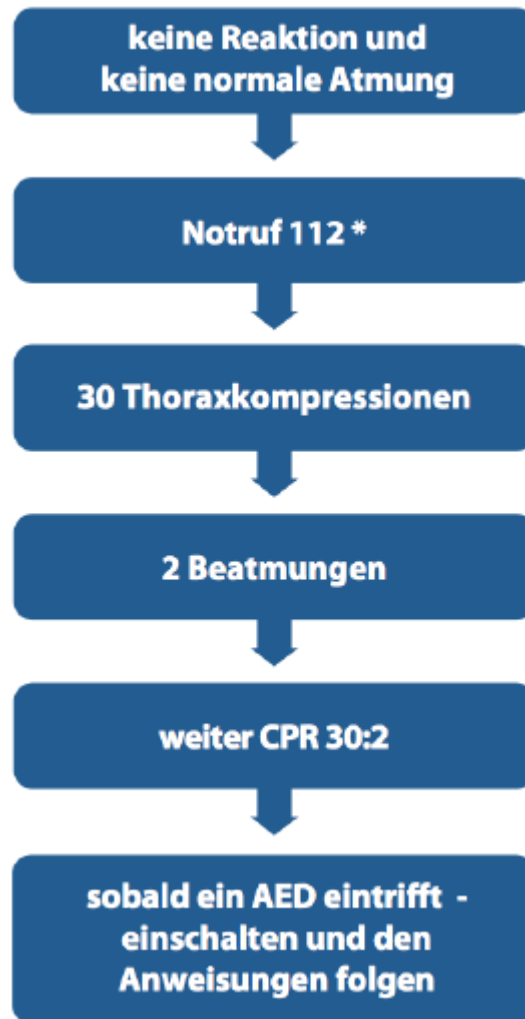 keine Reaktion und
keine normale Atmung
Notruf 112 *
30 Thoraxkompressionen
2 Beatmungen
weiter CPR 30:2
sobald ein AED eintrifft -
einschalten und den
Anweisungen folgen